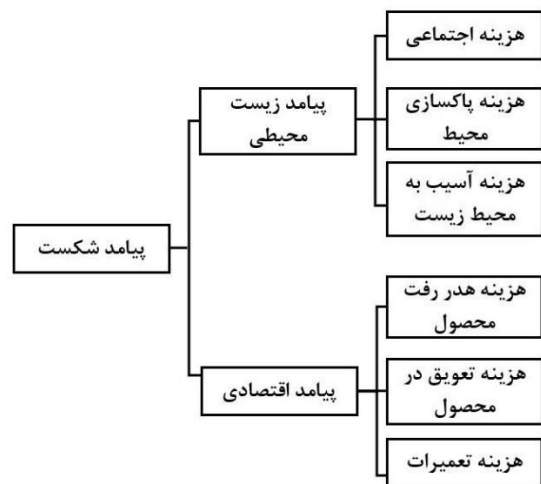 هزینه اجتماعی
پیامد زیست
محیطی
هزینه پاکسازی
محیط
هزینه آسیب به
محیط زیست
پیامد شکست
هزینه هدر رفت
محصول
پیامد اقتصادی
هزینه تعویق در
محصول
هزینه تعمیرات